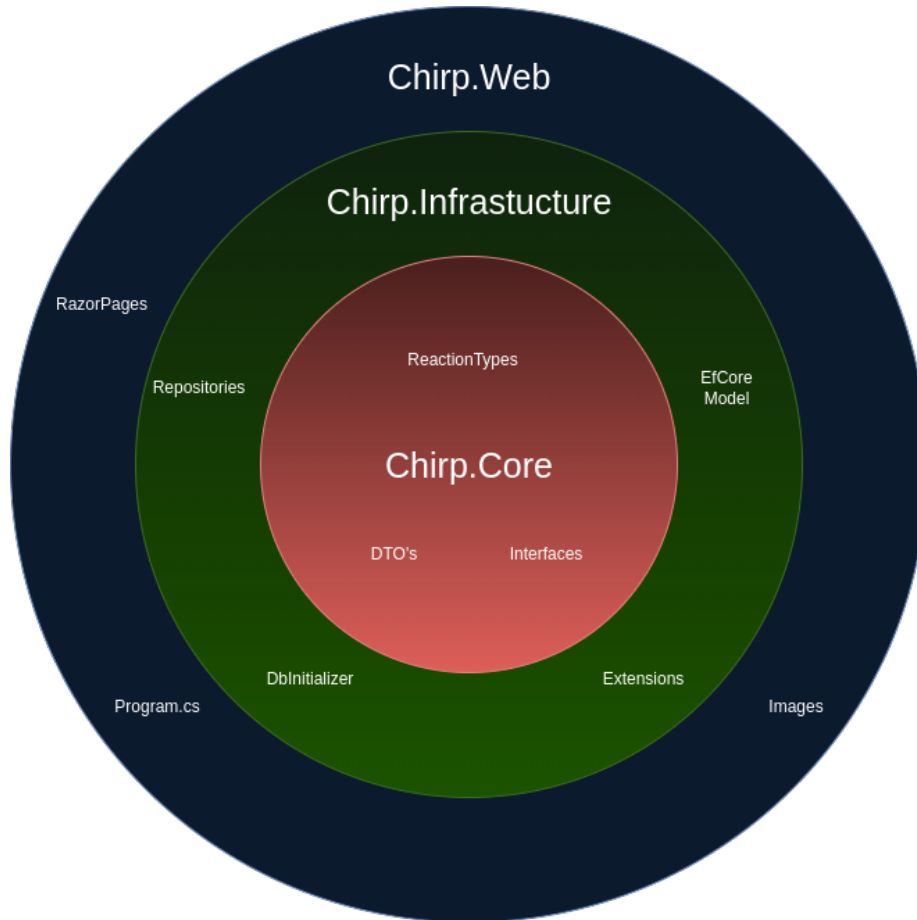 Chirp.Web
Chirp.Infrastucture
RazorPages
ReactionTypes
Repositories
EfCore
Model
Chirp.Core
DTO's
Interfaces
DbInitializer
Extensions
Program.cs
Images